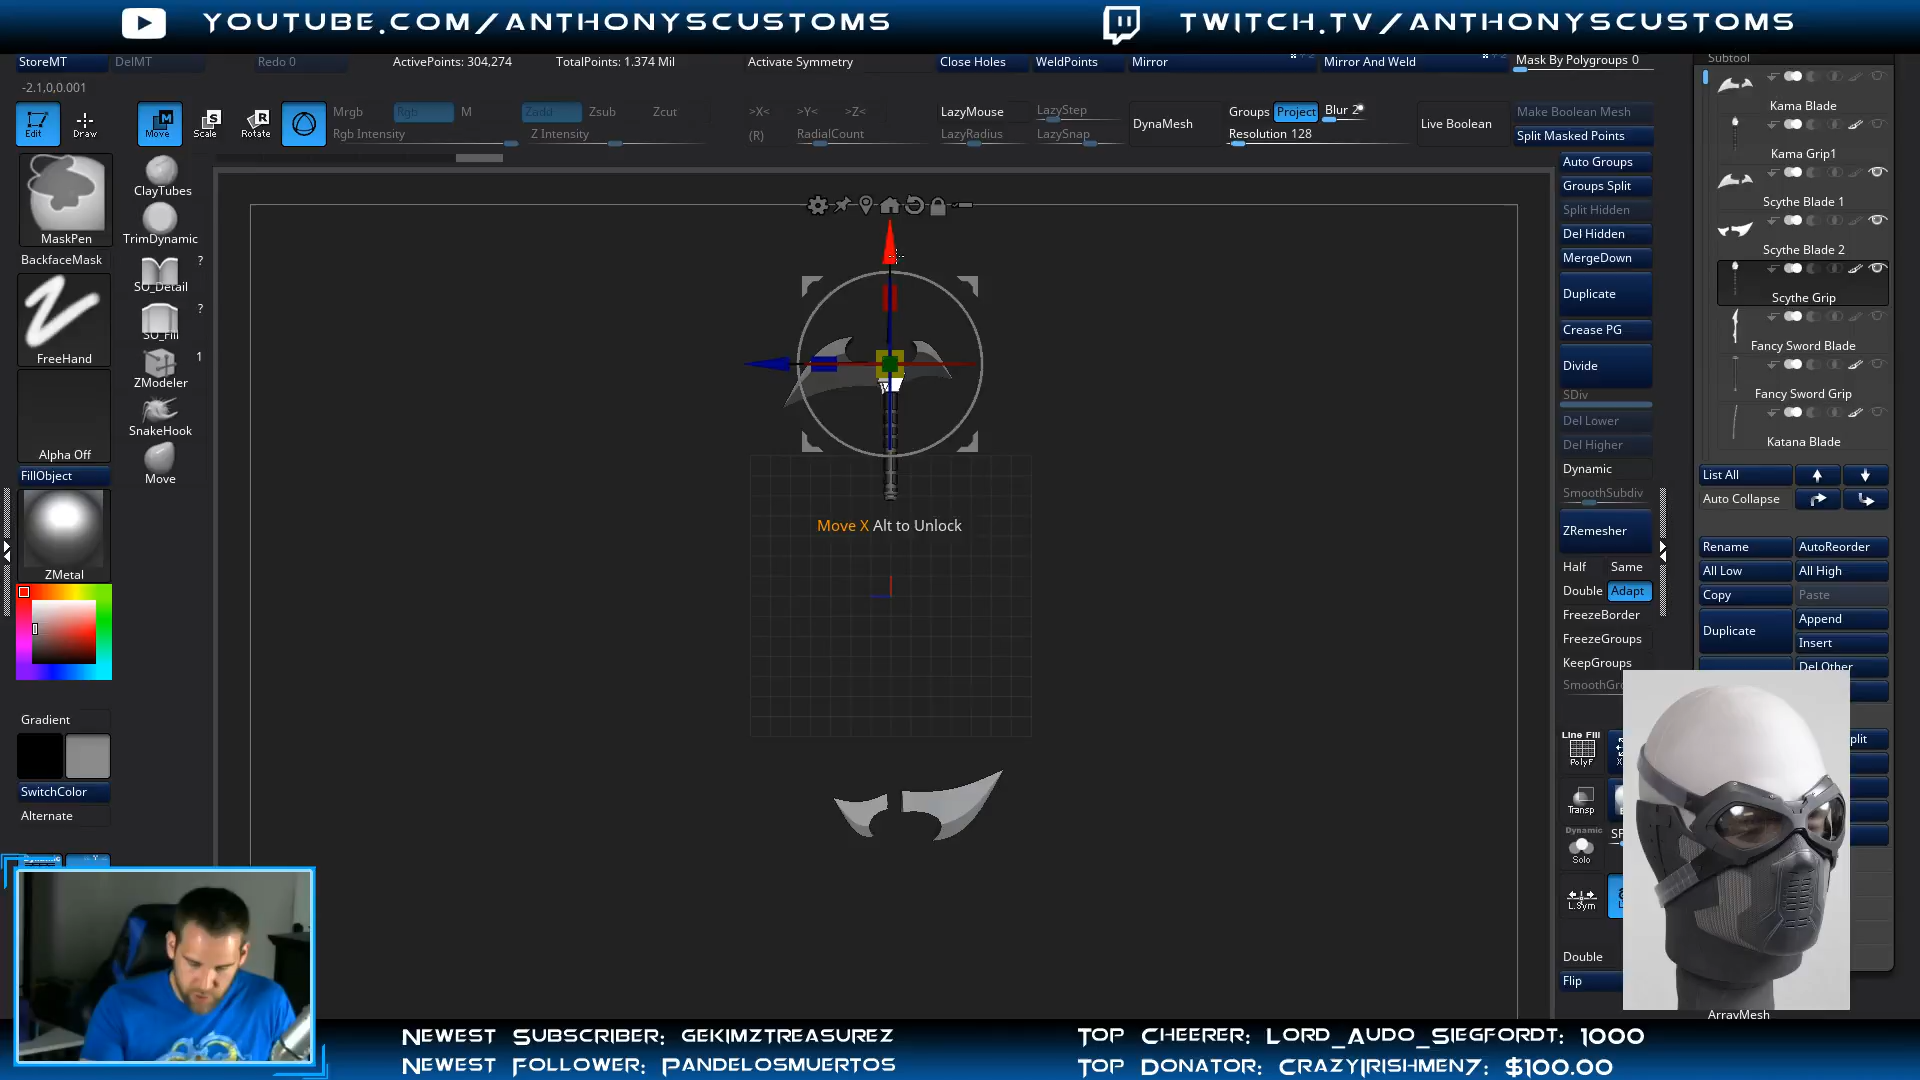 YOUTUBE.COM/ANTHONYSCUSTOMS
TWITCH.TV/ANTHONYSCUSTOMS
StoreMT DelMT Redo 0 ActivePoints: 304,274 TotalPoints: 1.374 Mil Activate Symmetry Close Holes WeldPoints Mirror Mirror And Weld Mask By Polygroups 0
-2.1,0,0.001
Edit Draw Move Scale Rotate
Mrgb Rgb M Zadd Zsub Zcut >X< >Y< >Z< LazyMouse LazyStep
Rgb Intensity Z Intensity (R) RadialCount LazyRadius LazySnap
DynaMesh Groups Project Blur 2
Resolution 128
Live Boolean
Make Boolean Mesh
Split Masked Points
MaskPen
BackfaceMask
FreeHand
Alpha Off
FillObject
ZMetal
Gradient
SwitchColor
Alternate
ClayTubes
TrimDynamic
?
SO_Detail
?
SO_Fill
1
ZModeler
SnakeHook
Move
Move X Alt to Unlock
Auto Groups
Groups Split
Split Hidden
Del Hidden
MergeDown
Duplicate
Crease PG
Divide
SDiv
Del Lower
Del Higher
Dynamic
SmoothSubdiv
ZRemesher
Half Same
Double Adapt
FreezeBorder
FreezeGroups
KeepGroups
Line Fill
PolyF
Transp
Dynamic
Solo
L.Sym
Double
Flip
Subtool
Kama Blade
Kama Grip1
Scythe Blade 1
Scythe Blade 2
Scythe Grip
Fancy Sword Blade
Fancy Sword Grip
Katana Blade
List All
Auto Collapse
Rename AutoReorder
All Low All High
Copy Paste
Duplicate Append
Insert
Del Other
ArrayMesh
Newest Subscriber: gekimztreasurez
Newest Follower: Pandelosmuertos
Top Cheerer: Lord_Audo_Siegfordt: 1000
Top Donator: CrazyIrishmen7: $100.00